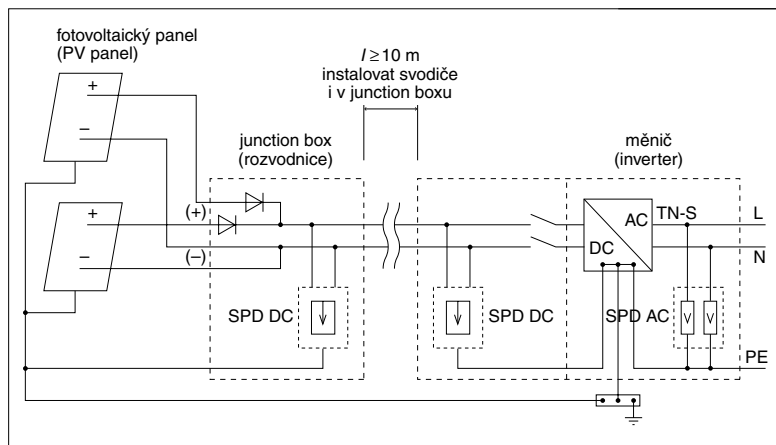 fotovoltaický panel
(PV panel)
l ≥ 10 m
instalovat svodiče
i v junction boxu
junction box
(rozvodnice)
měnič
(inverter)
+
–
(+)
+
–
(–)
AC
DC
TN-S
L
N
SPD DC
SPD DC
SPD AC
PE